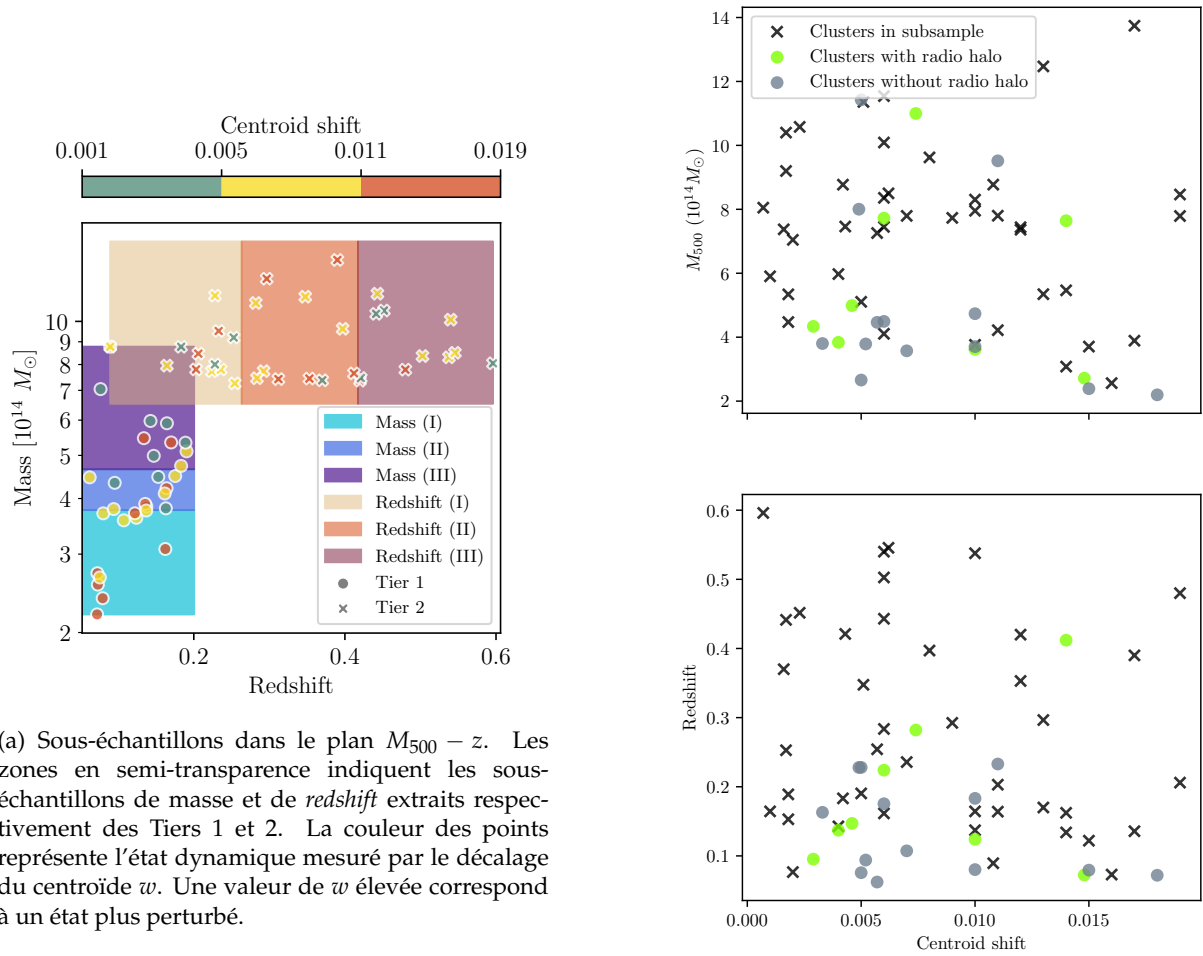 Centroid shift
0.001 0.005 0.011 0.019
Mass [10¹⁴ M⊙]
10
9
8
7
6
5
4
3
2
Mass (I)
Mass (II)
Mass (III)
Redshift (I)
Redshift (II)
Redshift (III)
Tier 1
Tier 2
0.2 0.4 0.6
Redshift
(a) Sous-échantillons dans le plan M₅₀₀ − z. Les
zones en semi-transparence indiquent les sous-
échantillons de masse et de redshift extraits respec-
tivement des Tiers 1 et 2. La couleur des points
représente l'état dynamique mesuré par le décalage
du centroïde w. Une valeur de w élevée correspond
à un état plus perturbé.
Clusters in subsample
Clusters with radio halo
Clusters without radio halo
M₅₀₀ (10¹⁴M⊙)
14
12
10
8
6
4
2
Redshift
0.6
0.5
0.4
0.3
0.2
0.1
0.000 0.005 0.010 0.015
Centroid shift